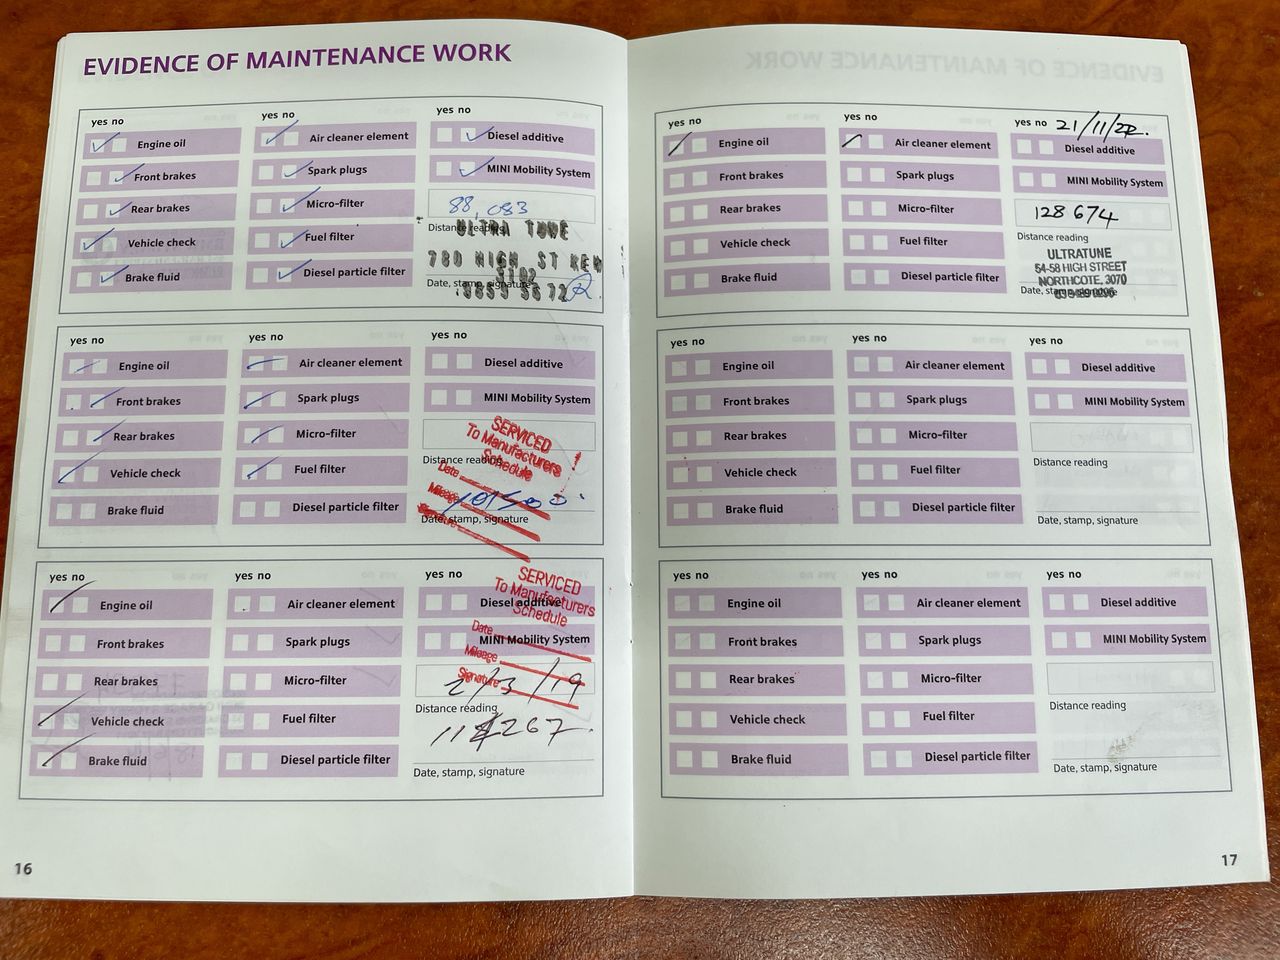 EVIDENCE OF MAINTENANCE WORK
yes no
Engine oil
Front brakes
Rear brakes
Vehicle check
Brake fluid
yes no
Air cleaner element
Spark plugs
Micro-filter
Fuel filter
Diesel particle filter
yes no
Diesel additive
MINI Mobility System
88,083
Distance reading
ULTRA TUNE
780 HIGH ST KEW
Date, stamp, signature
yes no
Engine oil
Front brakes
Rear brakes
Vehicle check
Brake fluid
yes no
Air cleaner element
Spark plugs
Micro-filter
Fuel filter
Diesel particle filter
yes no
Diesel additive
MINI Mobility System
SERVICED
To Manufacturers
Schedule
Distance reading
Date
Mileage
Signature
Date, stamp, signature
yes no
Engine oil
Front brakes
Rear brakes
Vehicle check
Brake fluid
yes no
Air cleaner element
Spark plugs
Micro-filter
Fuel filter
Diesel particle filter
yes no
SERVICED
To Manufacturers
Schedule
Diesel additive
MINI Mobility System
Date
Mileage
Signature
2/3/19
Distance reading
Date, stamp, signature
16
yes no
Engine oil
Front brakes
Rear brakes
Vehicle check
Brake fluid
yes no
Air cleaner element
Spark plugs
Micro-filter
Fuel filter
Diesel particle filter
yes no 21/11/22.
Diesel additive
MINI Mobility System
128674
Distance reading
ULTRATUNE
54-58 HIGH STREET
NORTHCOTE, 3070
Date, stamp, signature
yes no
Engine oil
Front brakes
Rear brakes
Vehicle check
Brake fluid
yes no
Air cleaner element
Spark plugs
Micro-filter
Fuel filter
Diesel particle filter
yes no
Diesel additive
MINI Mobility System
Distance reading
Date, stamp, signature
yes no
Engine oil
Front brakes
Rear brakes
Vehicle check
Brake fluid
yes no
Air cleaner element
Spark plugs
Micro-filter
Fuel filter
Diesel particle filter
yes no
Diesel additive
MINI Mobility System
Distance reading
Date, stamp, signature
17